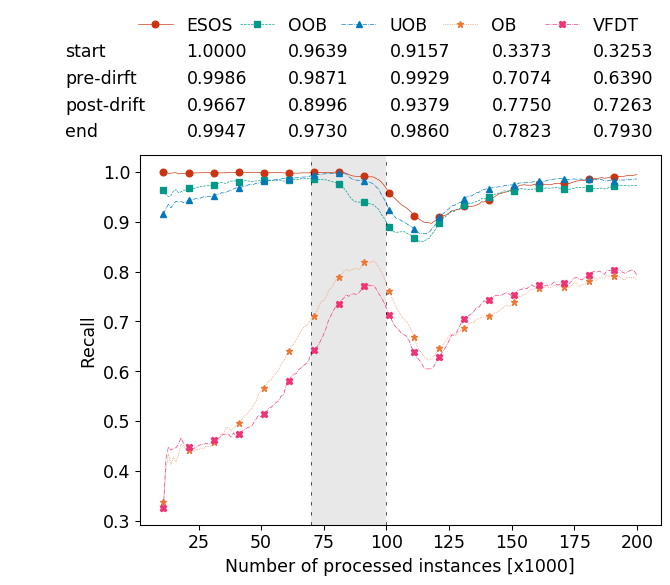 ESOS OOB UOB OB VFDT
start 1.0000 0.9639 0.9157 0.3373 0.3253
pre-dirft 0.9986 0.9871 0.9929 0.7074 0.6390
post-drift 0.9667 0.8996 0.9379 0.7750 0.7263
end 0.9947 0.9730 0.9860 0.7823 0.7930
1.0
0.9
0.8
0.7
0.6
0.5
0.4
0.3
Recall
25 50 75 100 125 150 175 200
Number of processed instances [x1000]